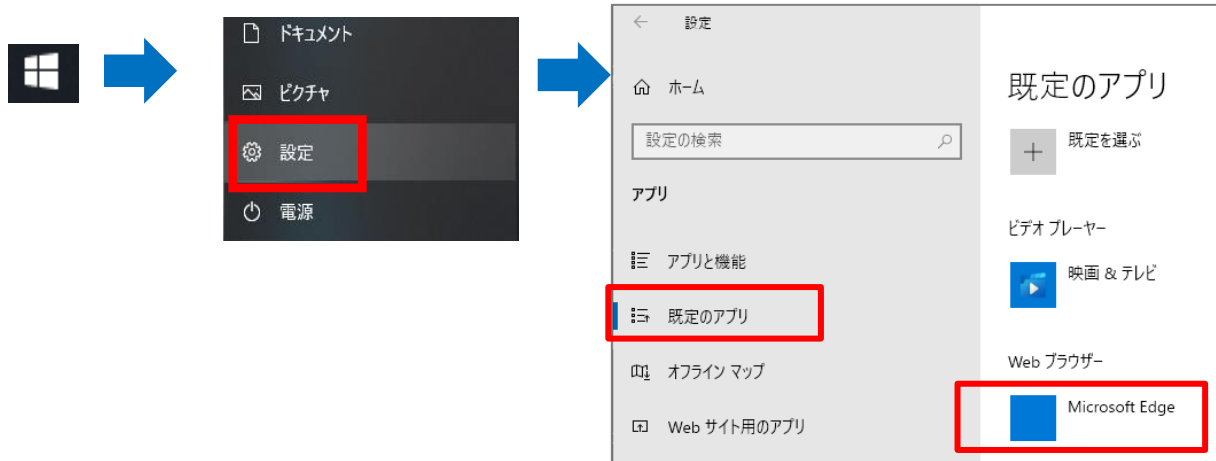 ドキュメント
ピクチャ
設定
電源
設定
ホーム
設定の検索
アプリ
アプリと機能
既定のアプリ
オフライン マップ
Web サイト用のアプリ
既定のアプリ
既定を選ぶ
ビデオ プレーヤー
映画 & テレビ
Web ブラウザー
Microsoft Edge